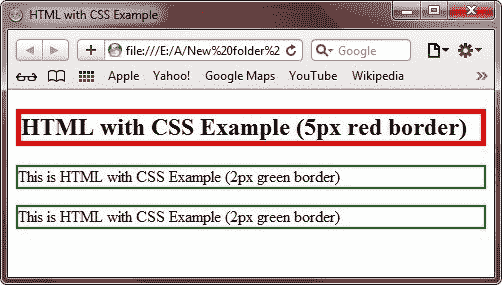 HTML with CSS Example
file:///E:/A/New%20folder%2
Google
Apple Yahoo! Google Maps YouTube Wikipedia
HTML with CSS Example (5px red border)
This is HTML with CSS Example (2px green border)
This is HTML with CSS Example (2px green border)